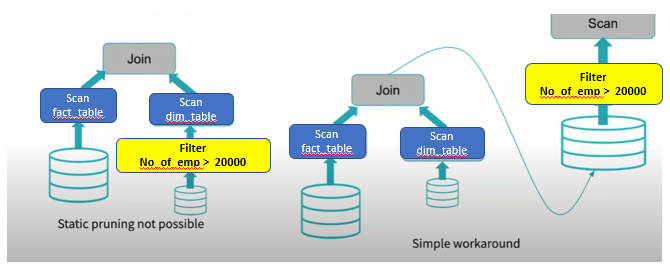 Join
Scan
fact_table
Scan
dim_table
Filter
No_of_emp > 20000
Static pruning not possible
Join
Scan
fact_table
Scan
dim_table
Simple workaround
Scan
Filter
No_of_emp > 20000